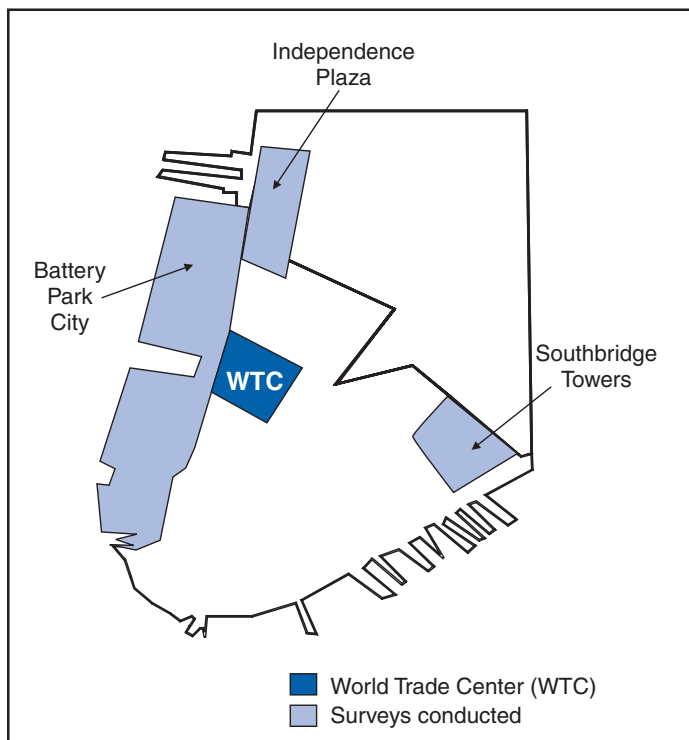 Independence
Plaza
Battery
Park
City
WTC
Southbridge
Towers
World Trade Center (WTC)
Surveys conducted